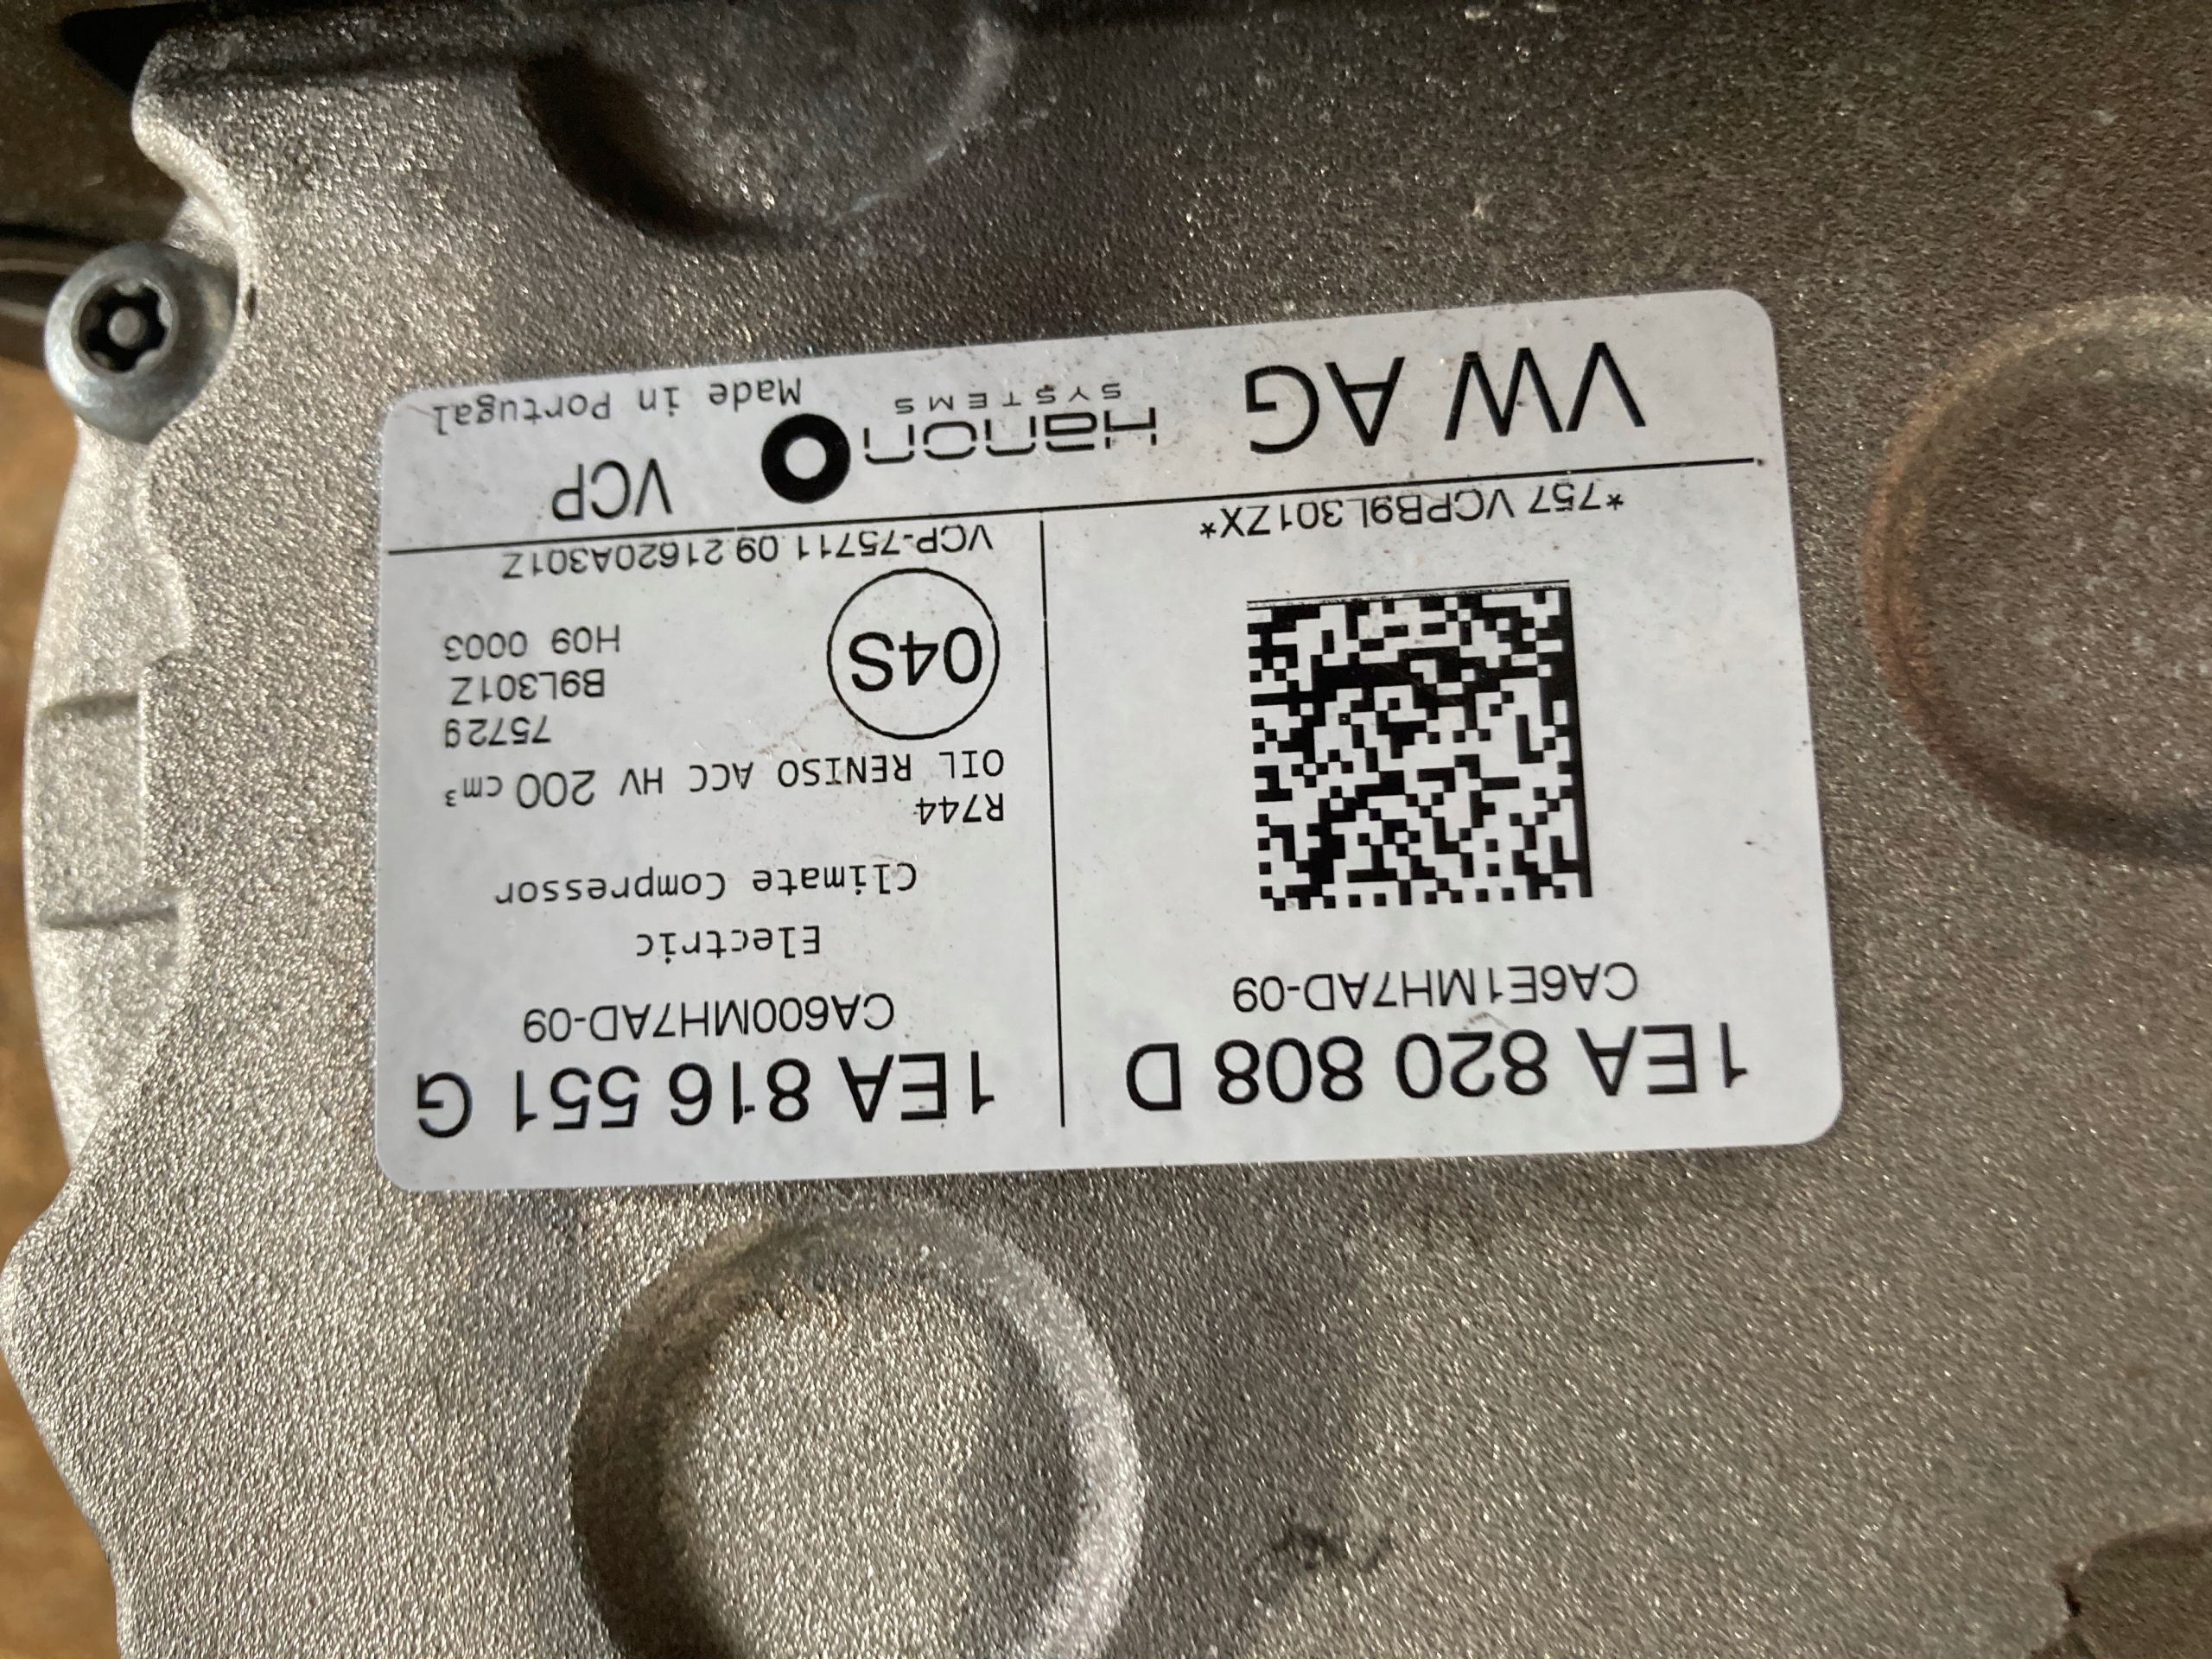 1EA 820 808 D
CA6E1MH7AD-09
*757 VCPB9L301ZX*
1EA 816 551 G
CA600MH7AD-09
Electric
Climate Compressor
R744
OIL RENISO ACC HV 200 cm³
04S
75729
B9L301Z
H09 0003
VCP-75711.09.21620A301Z
VW AG
Hanon
SYSTEMS
VCP
Made in Portugal